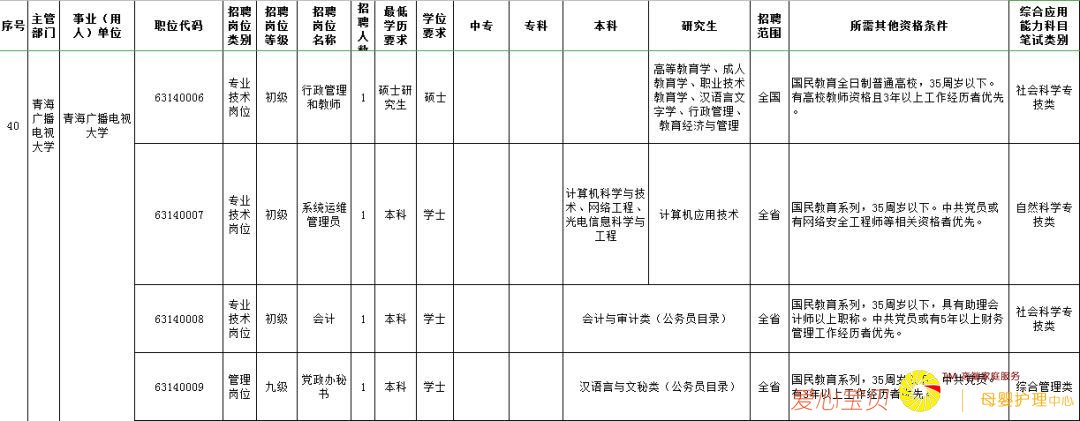 序号
主管
部门
事业（用
人）单位
职位代码
招聘
岗位
类别
招聘
岗位
等级
招聘
岗位
名称
招
聘
人
最低
学历
要求
学位
要求
中专
专科
本科
研究生
招聘
范围
所需其他资格条件
综合应用
能力科目
笔试类别
40
青海
广播
电视
大学
青海广播电视
大学
63140006
专业
技术
岗位
初级
行政管理
和教师
1
硕士研
究生
硕士
高等教育学、成人
教育学、职业技术
教育学、汉语言文
字学、行政管理、
教育经济与管理
全国
国民教育全日制普通高校，35周岁以下。
有高校教师资格且3年以上工作经历者优先
。
社会科学专
技类
63140007
专业
技术
岗位
初级
系统运维
管理员
1
本科
学士
计算机科学与技
术、网络工程、
光电信息科学与
工程
计算机应用技术
全省
国民教育系列，35周岁以下。中共党员或
有网络安全工程师等相关资格者优先。
自然科学专
技类
63140008
专业
技术
岗位
初级
会计
1
本科
学士
会计与审计类（公务员目录）
全省
国民教育系列，35周岁以下，具有助理会
计师以上职称。中共党员或有5年以上财务
管理工作经历者优先。
社会科学专
技类
63140009
管理
岗位
九级
党政办秘
书
1
本科
学士
汉语言与文秘类（公务员目录）
全省
国民教育系列，35周岁以下。中共党员。
有3年以上工作经历者优先。
综合管理类
爱心宝贝
家庭服务
母婴护理中心